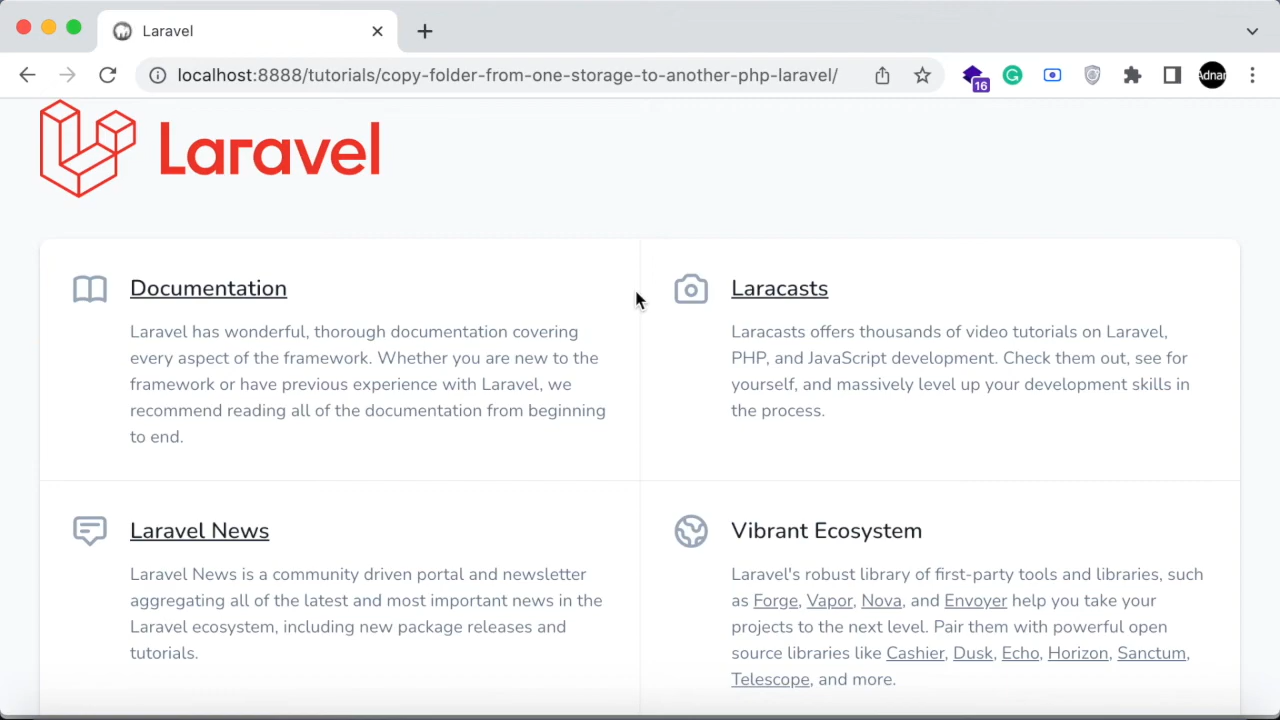 Laravel
localhost:8888/tutorials/copy-folder-from-one-storage-to-another-php-laravel/
16
Adnan
Laravel
Documentation
Laravel has wonderful, thorough documentation covering
every aspect of the framework. Whether you are new to the
framework or have previous experience with Laravel, we
recommend reading all of the documentation from beginning
to end.
Laracasts
Laracasts offers thousands of video tutorials on Laravel,
PHP, and JavaScript development. Check them out, see for
yourself, and massively level up your development skills in
the process.
Laravel News
Laravel News is a community driven portal and newsletter
aggregating all of the latest and most important news in the
Laravel ecosystem, including new package releases and
tutorials.
Vibrant Ecosystem
Laravel's robust library of first-party tools and libraries, such
as Forge, Vapor, Nova, and Envoyer help you take your
projects to the next level. Pair them with powerful open
source libraries like Cashier, Dusk, Echo, Horizon, Sanctum,
Telescope, and more.